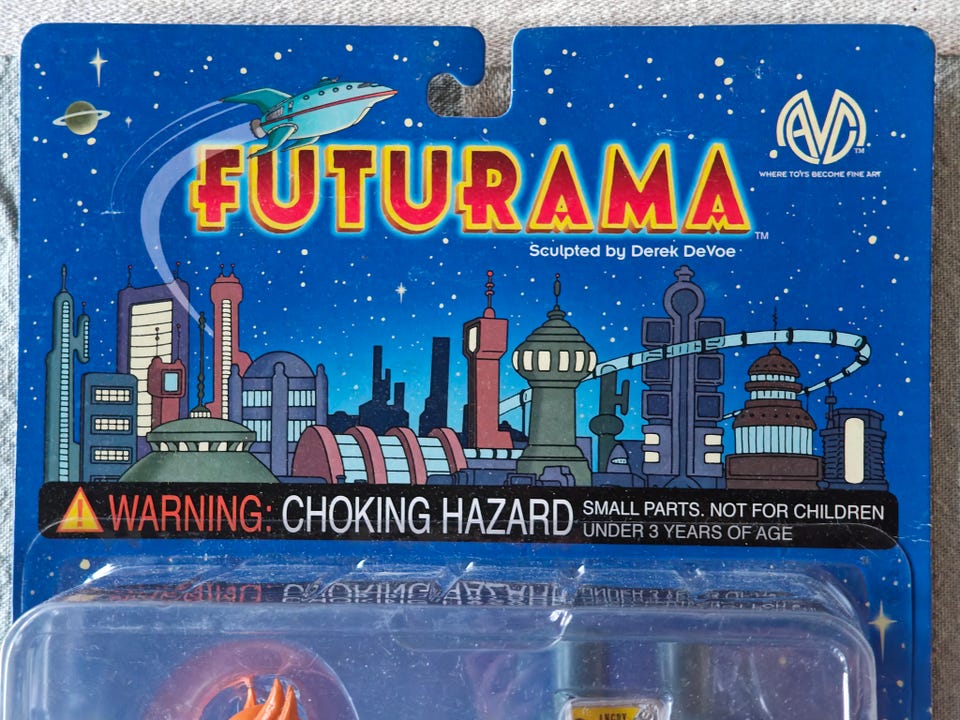 AVC TM
WHERE TOYS BECOME FINE ART
FUTURAMA TM
Sculpted by Derek DeVoe
WARNING: CHOKING HAZARD SMALL PARTS. NOT FOR CHILDREN
UNDER 3 YEARS OF AGE
ANGRY